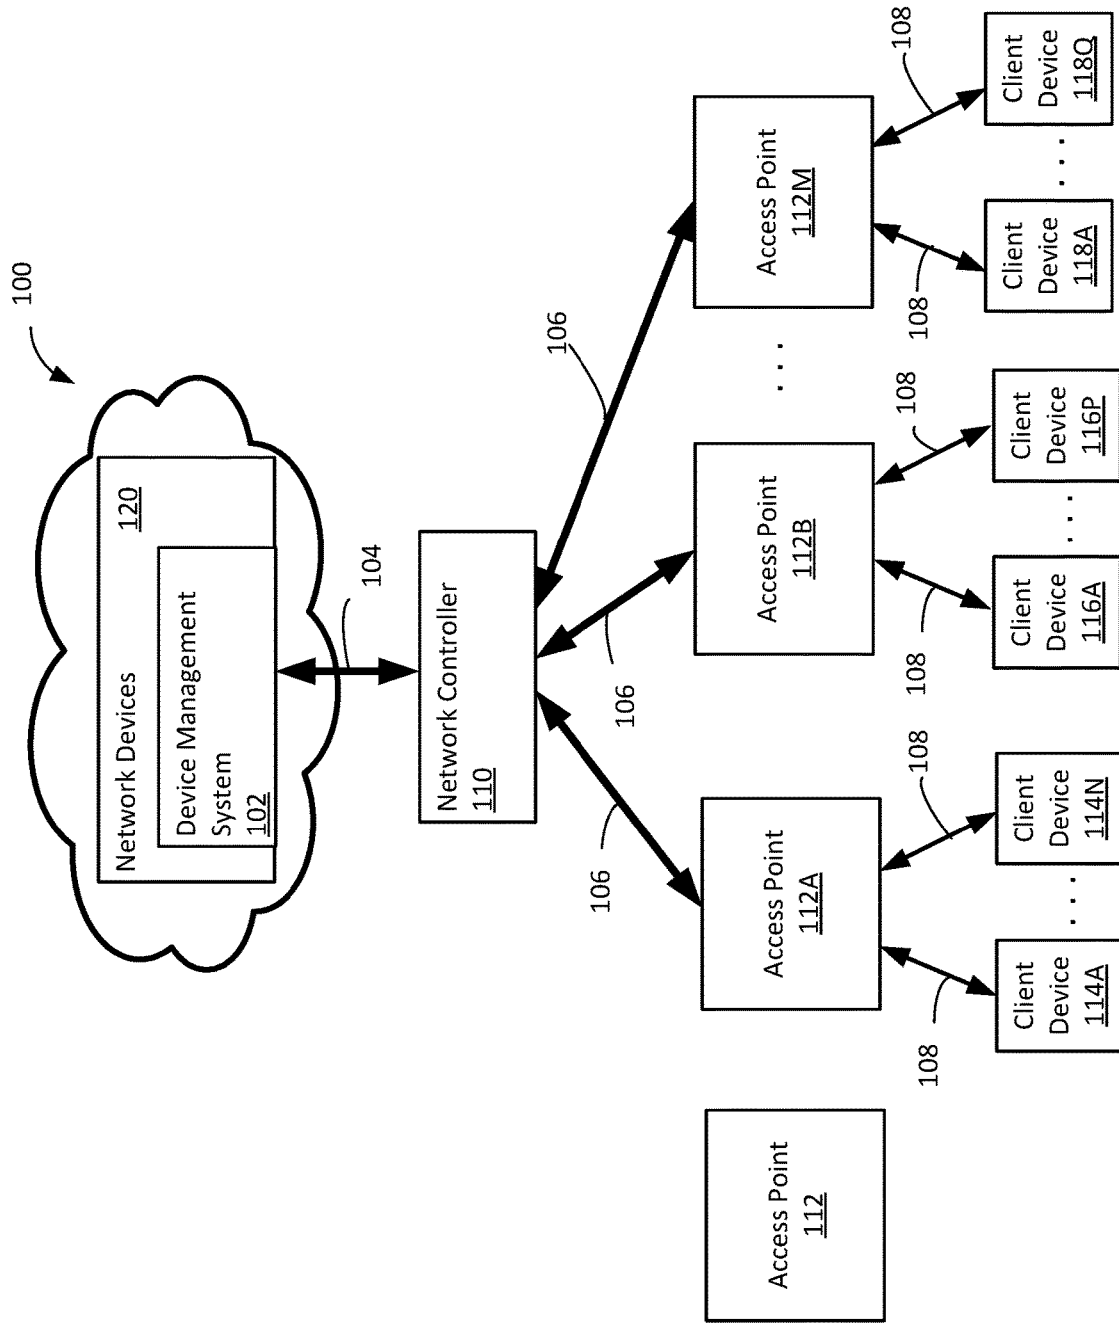 100
Network Devices
120
Device Management
System
102
104
Network Controller
110
106
106
106
Access Point
112
Access Point
112A
Access Point
112B
. . .
Access Point
112M
108
108
108
108
108
108
Client
Device
114A
. . .
Client
Device
114N
Client
Device
116A
. . .
Client
Device
116P
Client
Device
118A
. . .
Client
Device
118Q